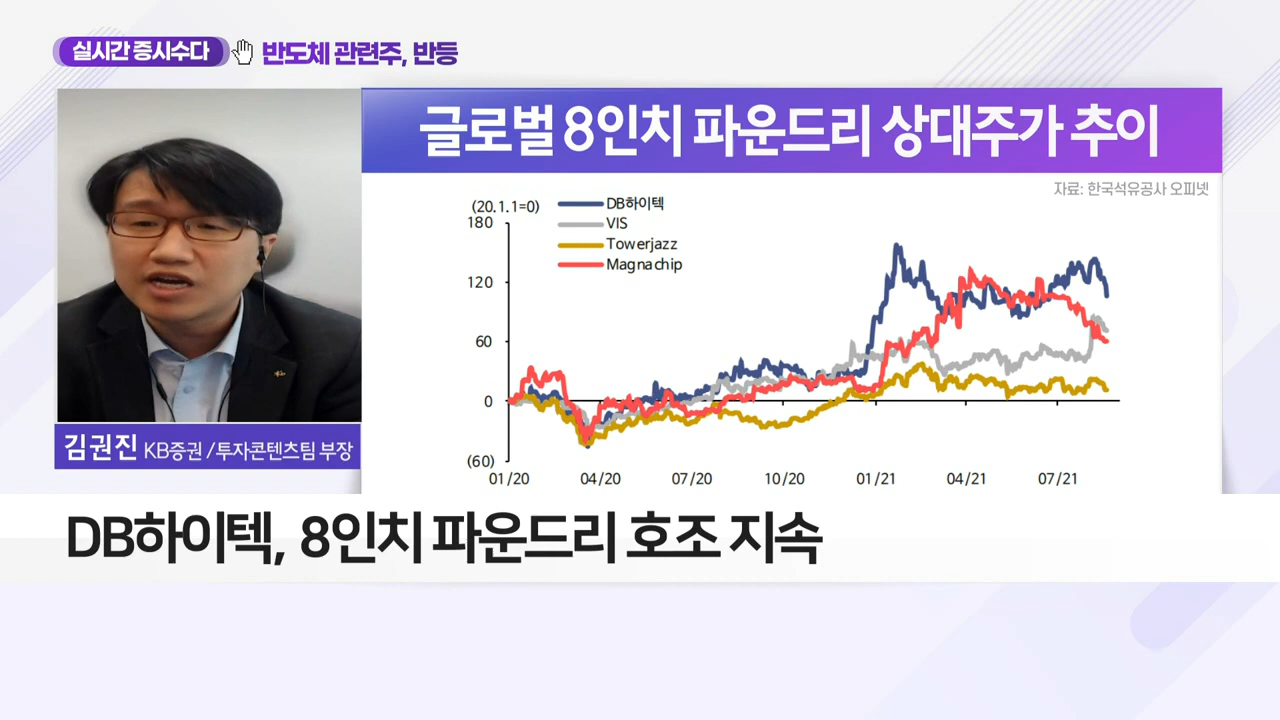 실시간 증시수다 반도체 관련주, 반등
글로벌 8인치 파운드리 상대주가 추이
자료: 한국석유공사 오피넷
(20.1.1=0)
DB하이텍
VIS
Towerjazz
Magnachip
180
120
60
0
(60)
01/20 04/20 07/20 10/20 01/21 04/21 07/21
김권진 KB증권 / 투자콘텐츠팀 부장
DB하이텍, 8인치 파운드리 호조 지속